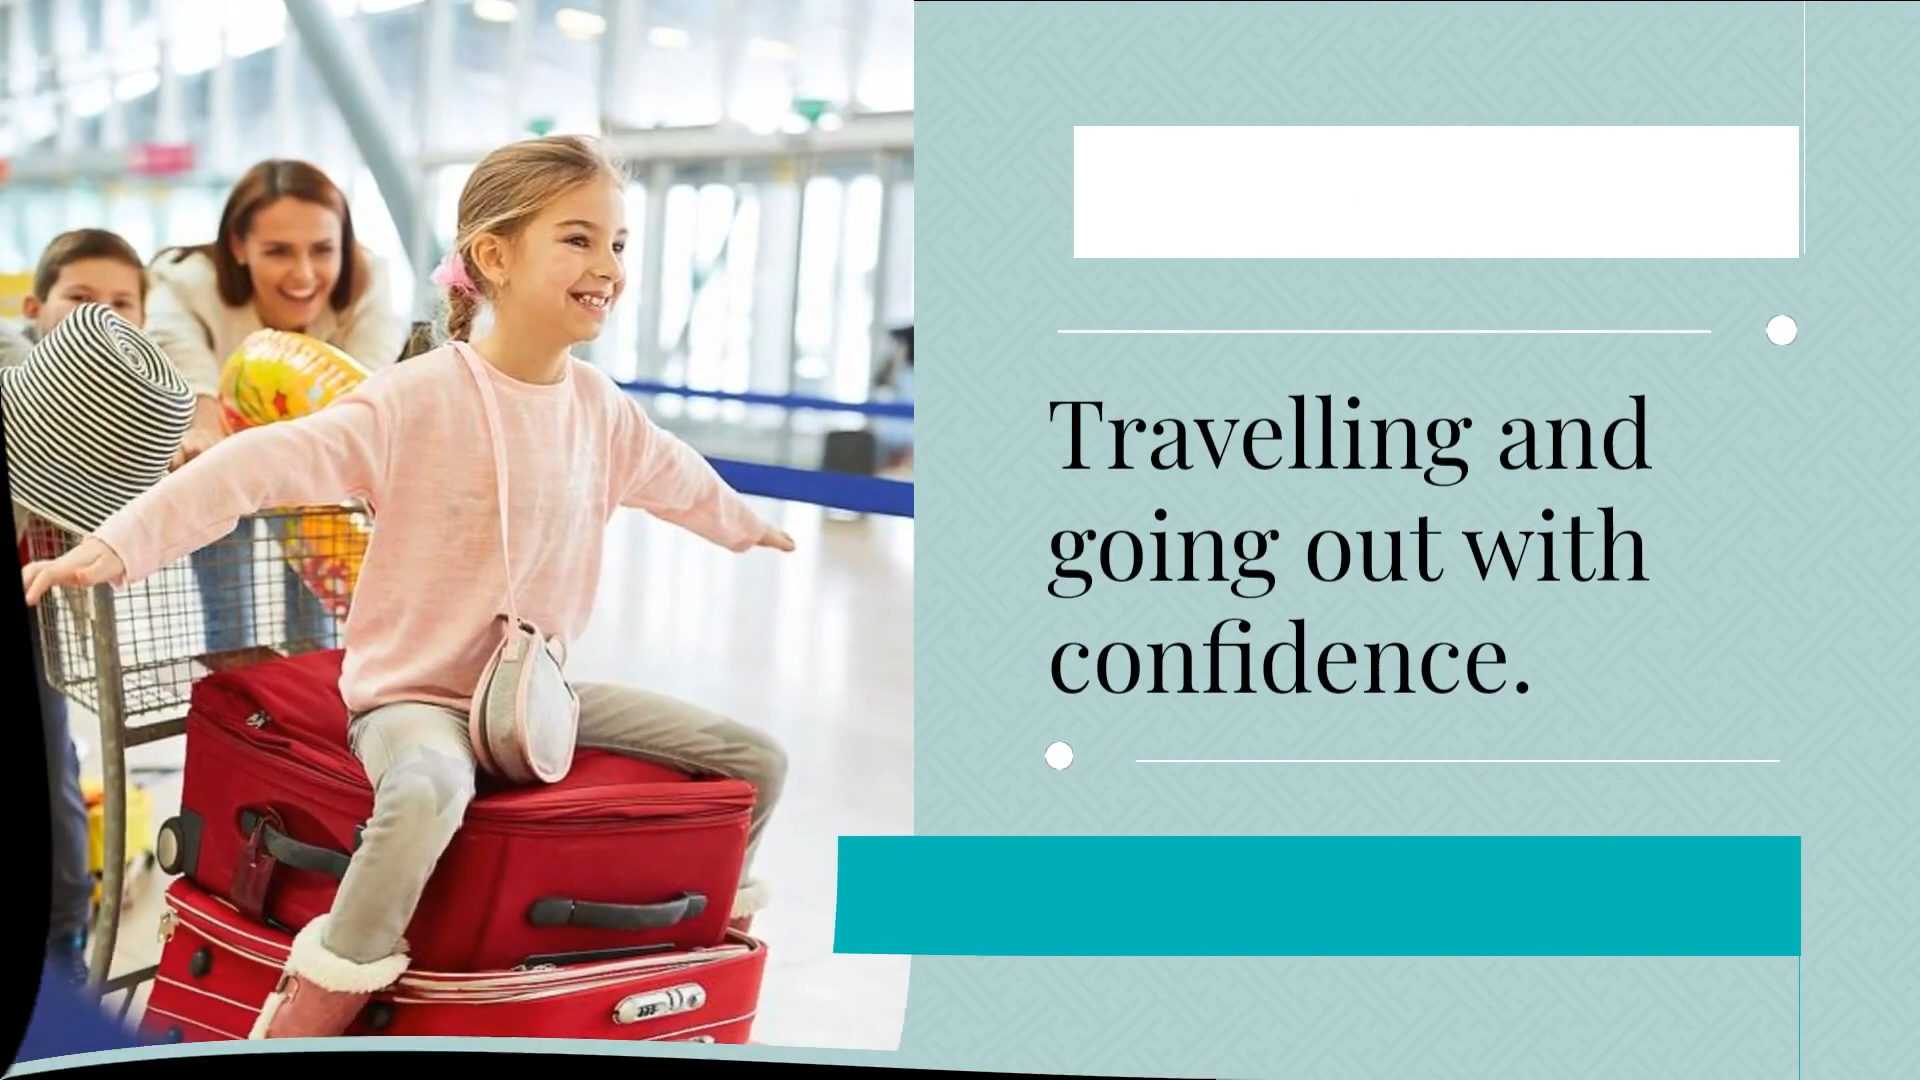 Travelling and
going out with
confidence.